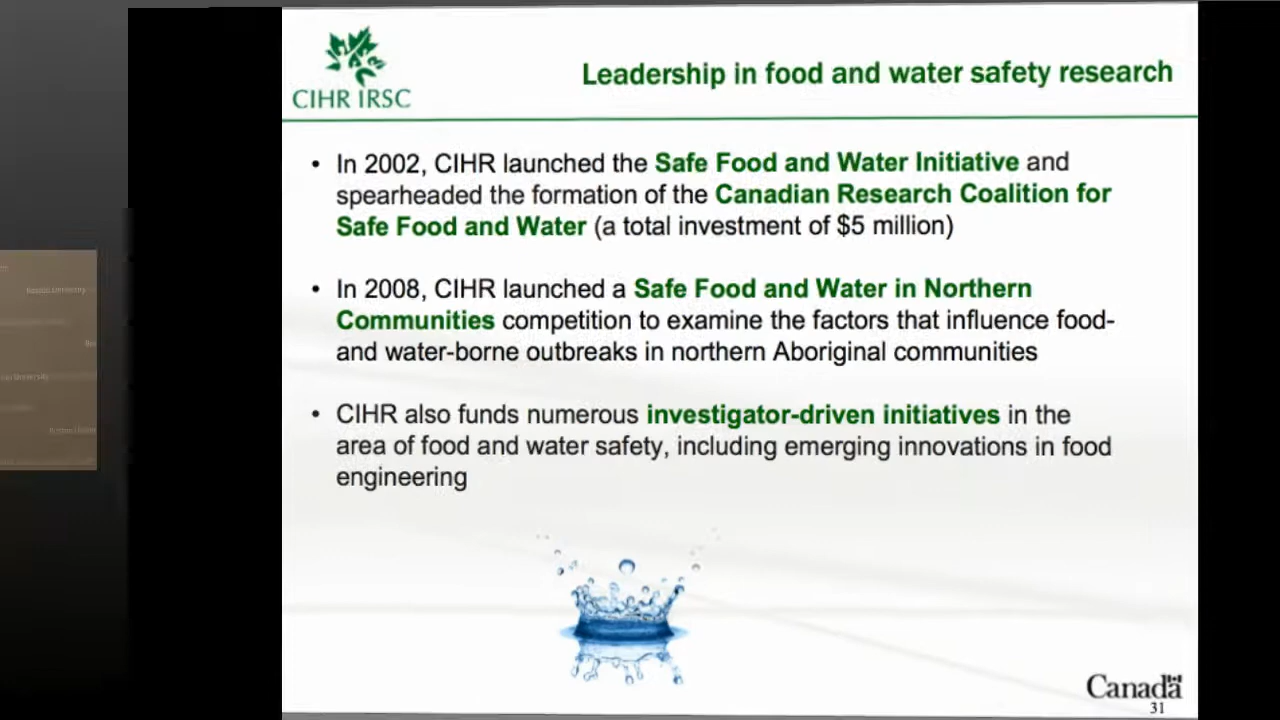 CIHR IRSC
Leadership in food and water safety research
• In 2002, CIHR launched the Safe Food and Water Initiative and
spearheaded the formation of the Canadian Research Coalition for
Safe Food and Water (a total investment of $5 million)
• In 2008, CIHR launched a Safe Food and Water in Northern
Communities competition to examine the factors that influence food-
and water-borne outbreaks in northern Aboriginal communities
• CIHR also funds numerous investigator-driven initiatives in the
area of food and water safety, including emerging innovations in food
engineering
Canada
31